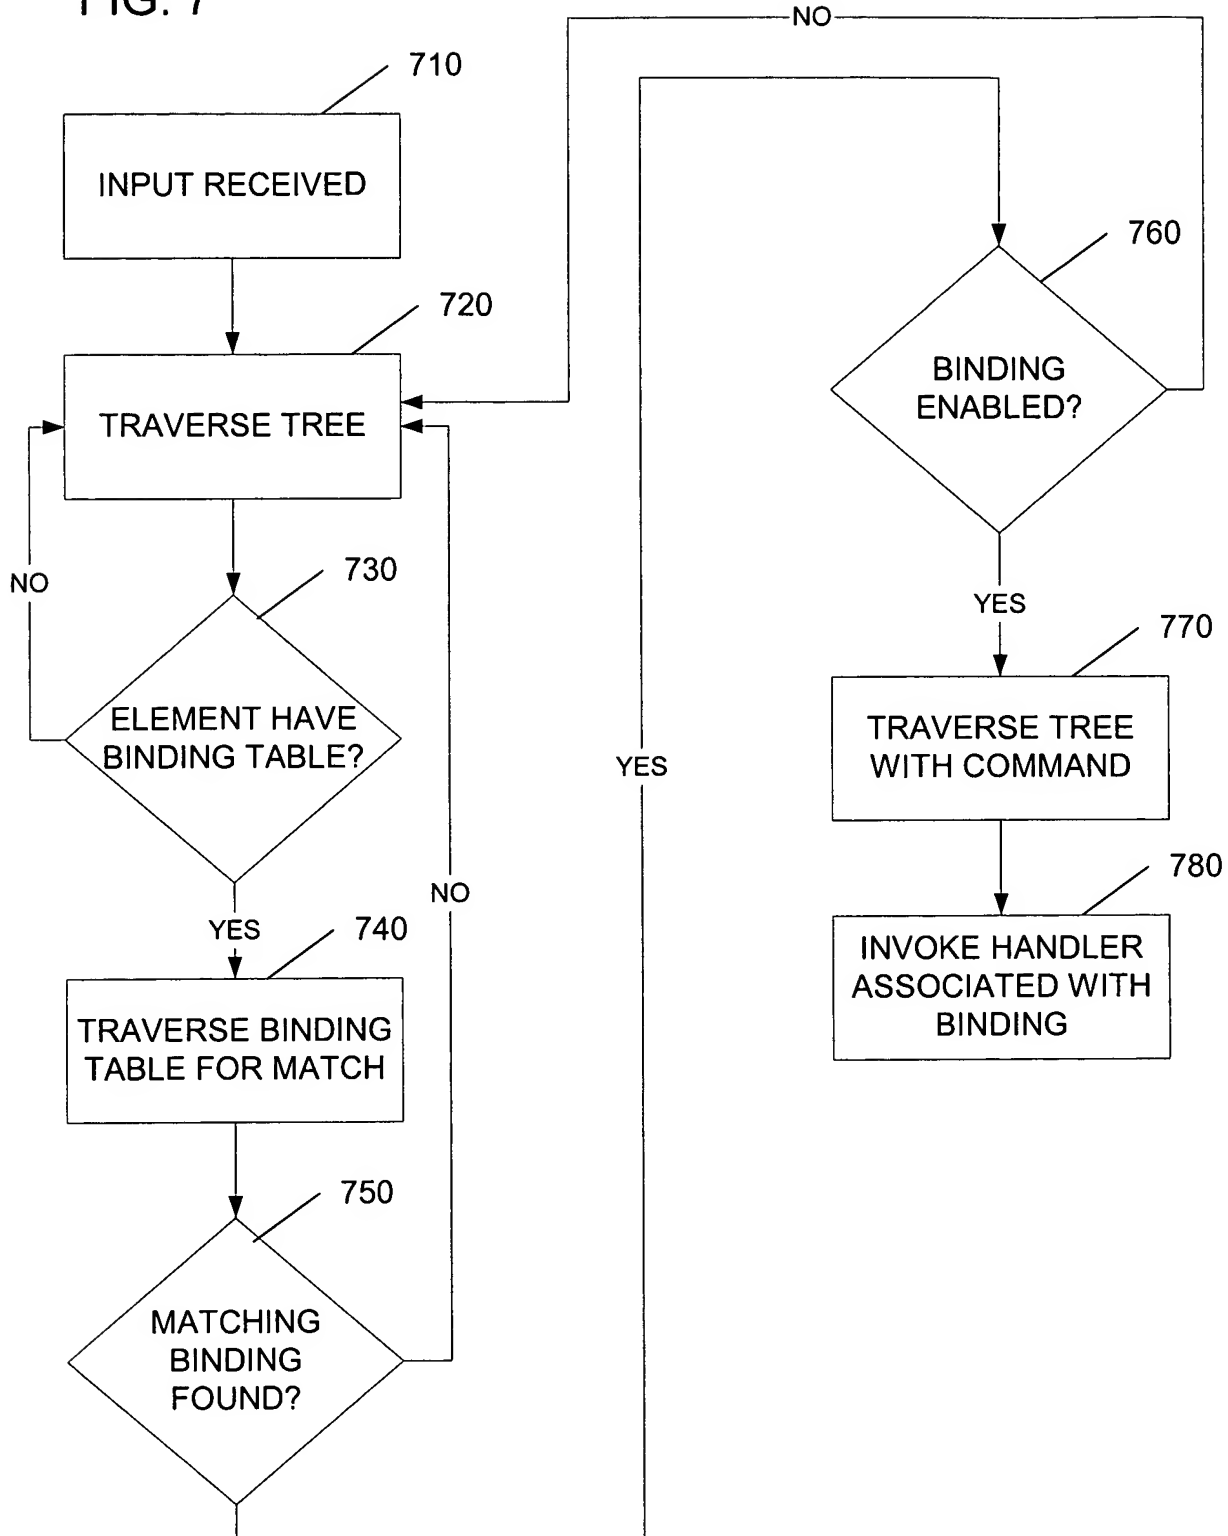 FIG. 7
NO
710
INPUT RECEIVED
760
720
BINDING
ENABLED?
TRAVERSE TREE
730
NO
YES
770
ELEMENT HAVE
BINDING TABLE?
TRAVERSE TREE
WITH COMMAND
YES
780
NO
YES
740
INVOKE HANDLER
ASSOCIATED WITH
BINDING
TRAVERSE BINDING
TABLE FOR MATCH
750
MATCHING
BINDING
FOUND?